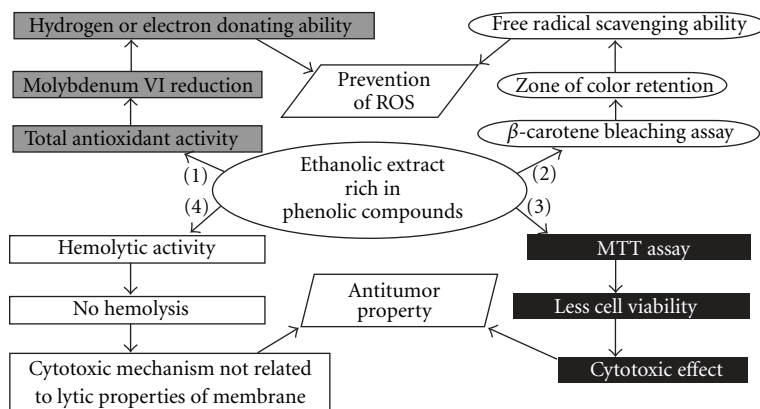 Hydrogen or electron donating ability
Free radical scavenging ability
Molybdenum VI reduction
Prevention
of ROS
Zone of color retention
Total antioxidant activity
β-carotene bleaching assay
(1)
Ethanolic extract
rich in
phenolic compounds
(2)
(4)
(3)
Hemolytic activity
MTT assay
No hemolysis
Antitumor
property
Less cell viability
Cytotoxic mechanism not related
to lytic properties of membrane
Cytotoxic effect